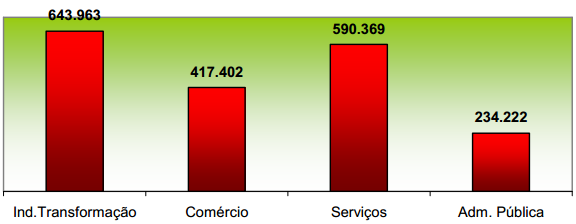 643.963
417.402
590.369
234.222
Ind.Transformação
Comércio
Serviços
Adm. Pública